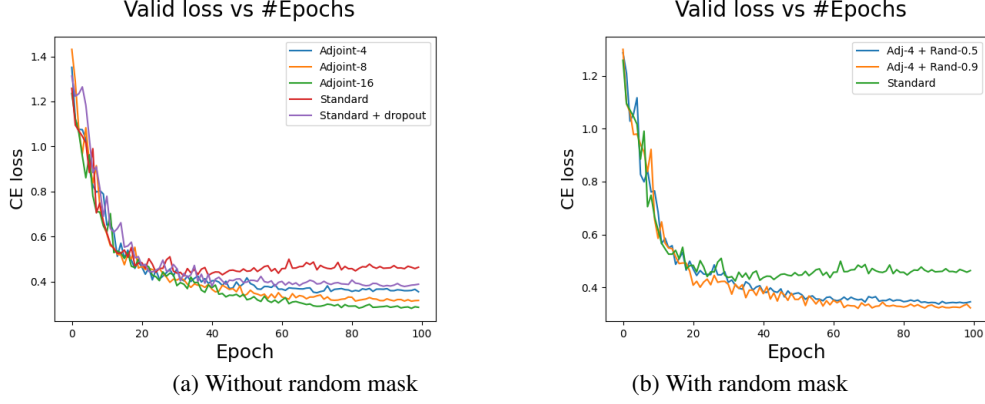 Valid loss vs #Epochs
1.4
1.2
1.0
0.8
0.6
0.4
CE loss
Adjoint-4
Adjoint-8
Adjoint-16
Standard
Standard + dropout
0 20 40 60 80 100
Epoch
(a) Without random mask
Valid loss vs #Epochs
1.2
1.0
0.8
0.6
0.4
CE loss
Adj-4 + Rand-0.5
Adj-4 + Rand-0.9
Standard
0 20 40 60 80 100
Epoch
(b) With random mask